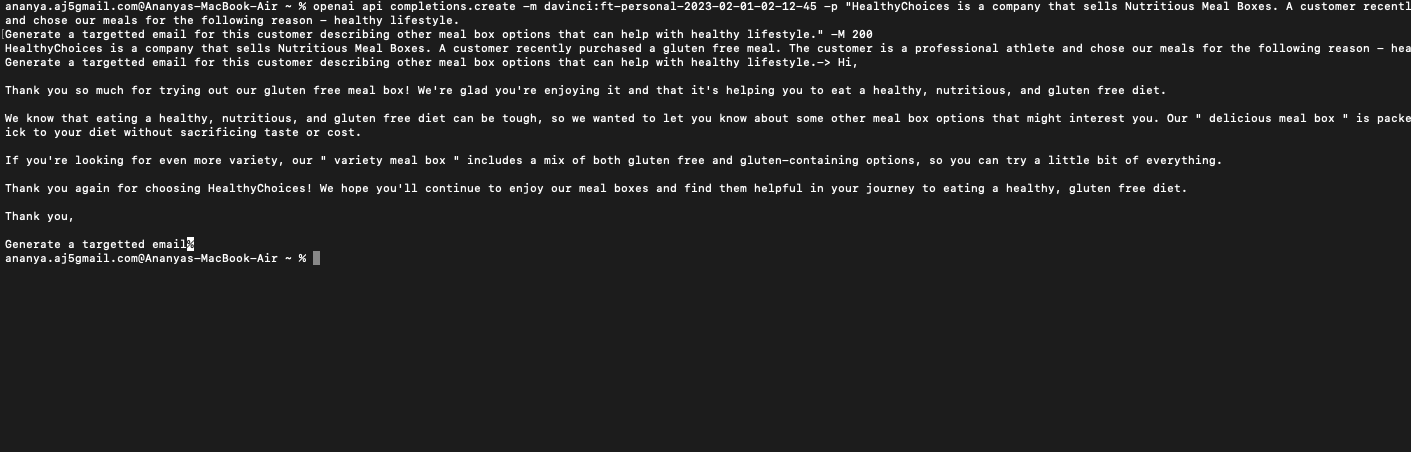 ananya.aj5gmail.com@Ananyas-MacBook-Air ~ % openai api completions.create -m davinci:ft-personal-2023-02-01-02-12-45 -p "HealthyChoices is a company that sells Nutritious Meal Boxes. A customer recentl
and chose our meals for the following reason - healthy lifestyle.
[Generate a targetted email for this customer describing other meal box options that can help with healthy lifestyle." -M 200
HealthyChoices is a company that sells Nutritious Meal Boxes. A customer recently purchased a gluten free meal. The customer is a professional athlete and chose our meals for the following reason - hea
Generate a targetted email for this customer describing other meal box options that can help with healthy lifestyle.-> Hi,
Thank you so much for trying out our gluten free meal box! We're glad you're enjoying it and that it's helping you to eat a healthy, nutritious, and gluten free diet.
We know that eating a healthy, nutritious, and gluten free diet can be tough, so we wanted to let you know about some other meal box options that might interest you. Our " delicious meal box " is packe
ick to your diet without sacrificing taste or cost.
If you're looking for even more variety, our " variety meal box " includes a mix of both gluten free and gluten-containing options, so you can try a little bit of everything.
Thank you again for choosing HealthyChoices! We hope you'll continue to enjoy our meal boxes and find them helpful in your journey to eating a healthy, gluten free diet.
Thank you,
Generate a targetted email%
ananya.aj5gmail.com@Ananyas-MacBook-Air ~ %